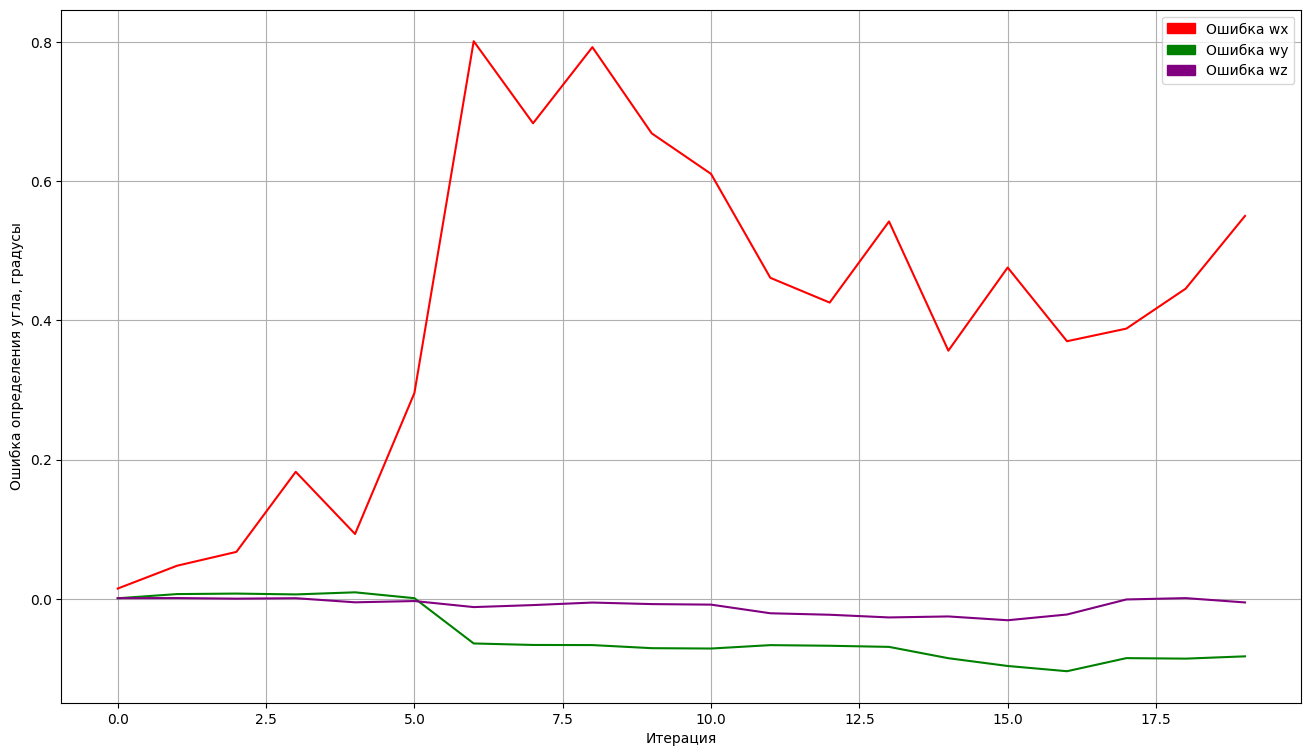 Ошибка wx
Ошибка wy
Ошибка wz
Ошибка определения угла, градусы
0.8
0.6
0.4
0.2
0.0
0.0 2.5 5.0 7.5 10.0 12.5 15.0 17.5
Итерация